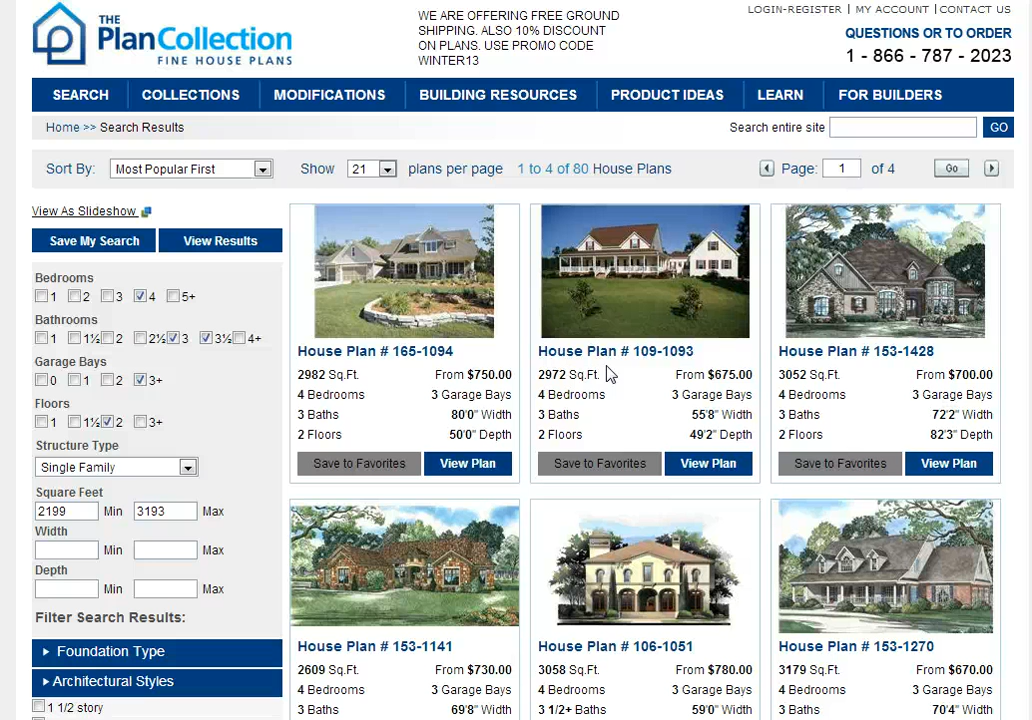 THE
PlanCollection
FINE HOUSE PLANS
WE ARE OFFERING FREE GROUND
SHIPPING. ALSO 10% DISCOUNT
ON PLANS. USE PROMO CODE
WINTER13
LOGIN-REGISTER | MY ACCOUNT | CONTACT US
QUESTIONS OR TO ORDER
1 - 866 - 787 - 2023
SEARCH COLLECTIONS MODIFICATIONS BUILDING RESOURCES PRODUCT IDEAS LEARN FOR BUILDERS
Home >> Search Results
Search entire site GO
Sort By: Most Popular First Show 21 plans per page 1 to 4 of 80 House Plans Page: 1 of 4 Go
View As Slideshow
Save My Search View Results
Bedrooms
1 2 3 4 5+
Bathrooms
1 1½ 2 2½ 3 3½ 4+
Garage Bays
0 1 2 3+
Floors
1 1½ 2 3+
Structure Type
Single Family
Square Feet
2199 Min 3193 Max
Width
Min Max
Depth
Min Max
Filter Search Results:
Foundation Type
Architectural Styles
1 1/2 story
House Plan # 165-1094
2982 Sq.Ft. From $750.00
4 Bedrooms 3 Garage Bays
3 Baths 80'0" Width
2 Floors 50'0" Depth
Save to Favorites View Plan
House Plan # 109-1093
2972 Sq.Ft. From $675.00
4 Bedrooms 3 Garage Bays
3 Baths 55'8" Width
2 Floors 49'2" Depth
Save to Favorites View Plan
House Plan # 153-1428
3052 Sq.Ft. From $700.00
4 Bedrooms 3 Garage Bays
3 Baths 72'2" Width
2 Floors 82'3" Depth
Save to Favorites View Plan
House Plan # 153-1141
2609 Sq.Ft. From $730.00
4 Bedrooms 3 Garage Bays
3 Baths 69'8" Width
House Plan # 106-1051
3058 Sq.Ft. From $780.00
4 Bedrooms 3 Garage Bays
3 1/2+ Baths 59'0" Width
House Plan # 153-1270
3179 Sq.Ft. From $670.00
4 Bedrooms 3 Garage Bays
3 Baths 70'4" Width